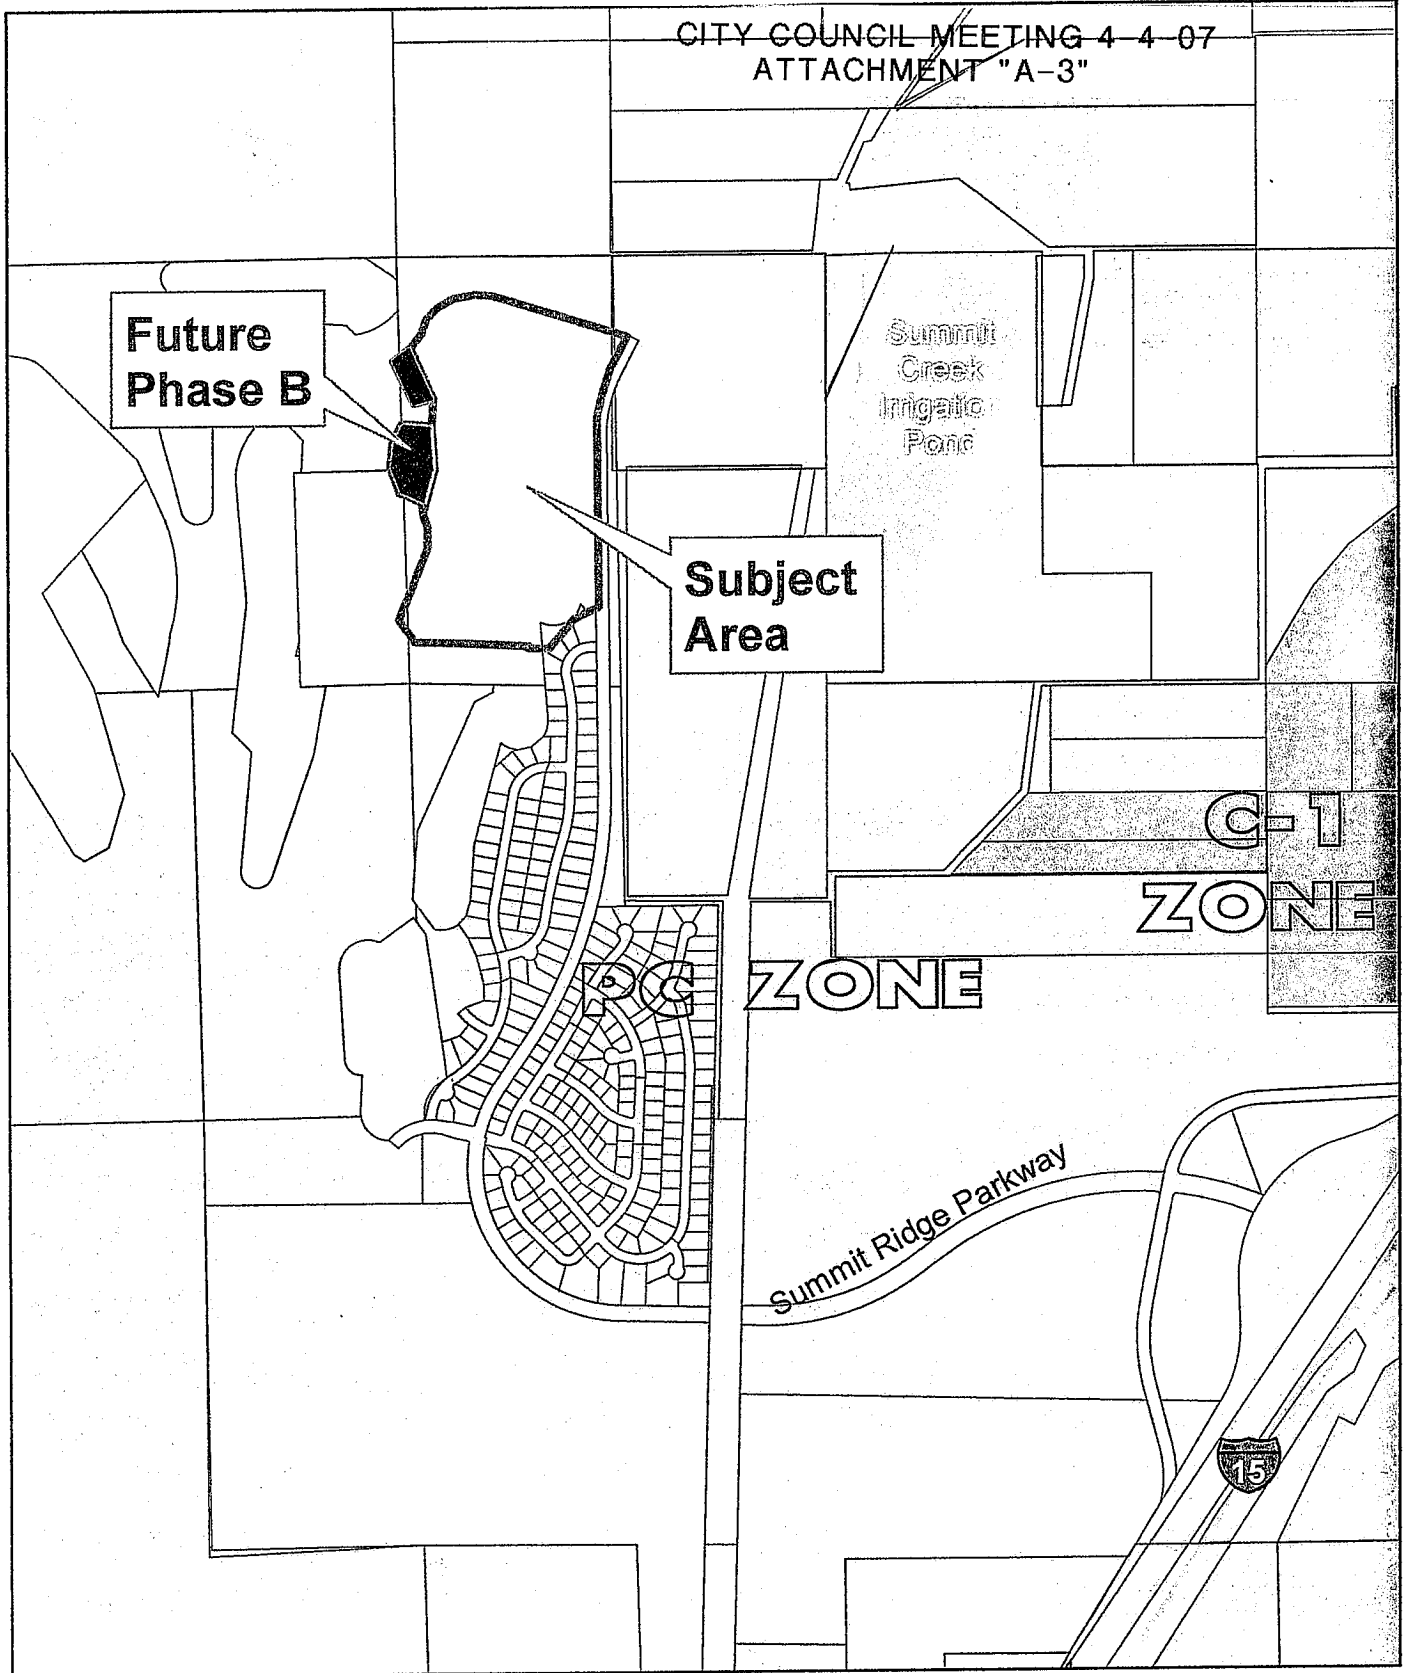 CITY COUNCIL MEETING 4-4-07
ATTACHMENT "A-3"
Future
Phase B
Summit
Creek
Irrigatio
Pond
Subject
Area
C-1
ZONE
PC ZONE
Summit Ridge Parkway
15